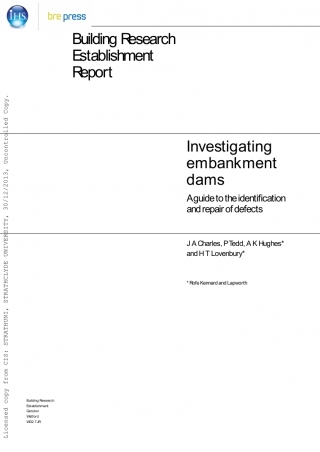 IHS
bre press
Building Research
Establishment
Report
Investigating
embankment
dams
A guide to the identification
and repair of defects
J A Charles, P Tedd, A K Hughes*
and H T Lovenbury*
* Rofe Kennard and Lapworth
Building Research
Establishment
Garston
Watford
WD2 7JR
Licensed copy from CIS: STRATHUNI, STRATHCLYDE UNIVERSITY, 30/12/2013, Uncontrolled Copy.